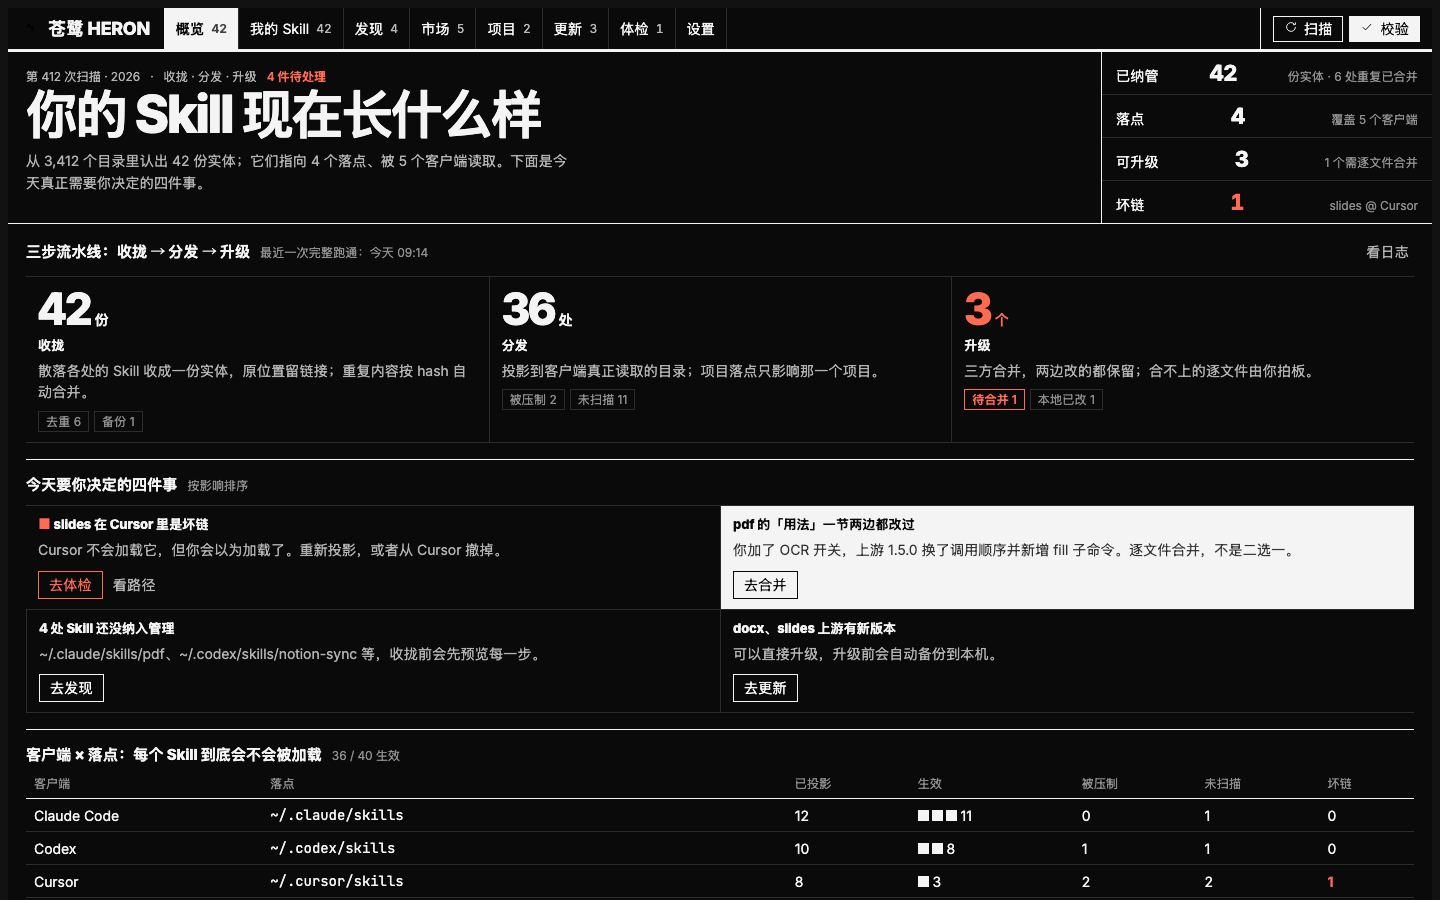 苍鹭 HERON
概览 42
我的 Skill 42
发现 4
市场 5
项目 2
更新 3
体检 1
设置
扫描
校验
第 412 次扫描 · 2026 · 收拢 · 分发 · 升级 4 件待处理
你的 Skill 现在长什么样
从 3,412 个目录里认出 42 份实体；它们指向 4 个落点、被 5 个客户端读取。下面是今
天真正需要你决定的四件事。
已纳管 42 份实体 · 6 处重复已合并
落点 4 覆盖 5 个客户端
可升级 3 1 个需逐文件合并
坏链 1 slides @ Cursor
三步流水线：收拢 → 分发 → 升级 最近一次完整跑通：今天 09:14
看日志
42 份
收拢
散落各处的 Skill 收成一份实体，原位置留链接；重复内容按 hash 自
动合并。
去重 6 备份 1
36 处
分发
投影到客户端真正读取的目录；项目落点只影响那一个项目。
被压制 2 未扫描 11
3 个
升级
三方合并，两边改的都保留；合不上的逐文件由你拍板。
待合并 1 本地已改 1
今天要你决定的四件事 按影响排序
slides 在 Cursor 里是坏链
Cursor 不会加载它，但你会以为加载了。重新投影，或者从 Cursor 撤掉。
去体检 看路径
pdf 的「用法」一节两边都改过
你加了 OCR 开关，上游 1.5.0 换了调用顺序并新增 fill 子命令。逐文件合并，不是二选一。
去合并
4 处 Skill 还没纳入管理
~/.claude/skills/pdf、~/.codex/skills/notion-sync 等，收拢前会先预览每一步。
去发现
docx、slides 上游有新版本
可以直接升级，升级前会自动备份到本机。
去更新
客户端 × 落点：每个 Skill 到底会不会被加载 36 / 40 生效
客户端 落点 已投影 生效 被压制 未扫描 坏链
Claude Code ~/.claude/skills 12 11 0 1 0
Codex ~/.codex/skills 10 8 1 1 0
Cursor ~/.cursor/skills 8 3 2 2 1